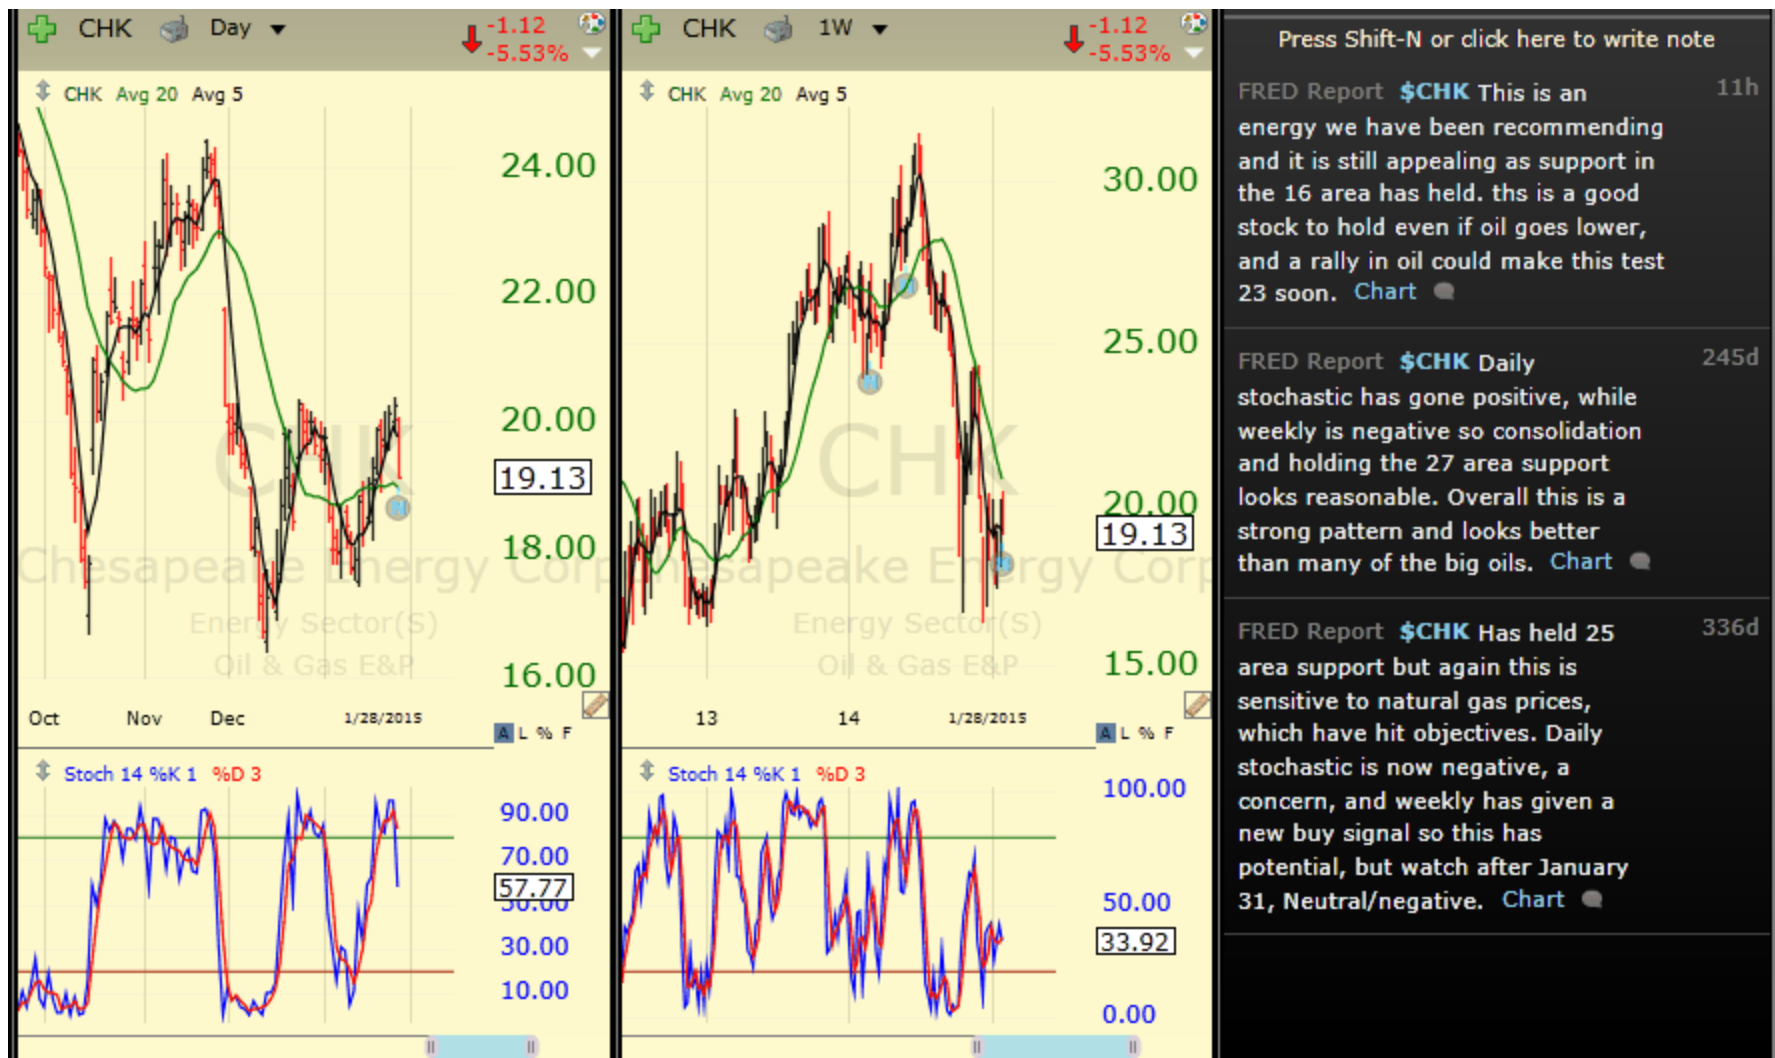 CHK Day -1.12
-5.53%
CHK Avg 20 Avg 5
24.00
22.00
20.00
19.13
18.00
16.00
CHK
Chesapeake Energy Corp
Energy Sector(S)
Oil & Gas E&P
Oct Nov Dec 1/28/2015
A L % F
Stoch 14 %K 1 %D 3
90.00
70.00
57.77
50.00
30.00
10.00
CHK 1W -1.12
-5.53%
CHK Avg 20 Avg 5
30.00
25.00
20.00
19.13
15.00
CHK
Chesapeake Energy Corp
Energy Sector(S)
Oil & Gas E&P
N
N
N
N
13 14 1/28/2015
A L % F
Stoch 14 %K 1 %D 3
100.00
50.00
33.92
0.00
Press Shift-N or click here to write note
FRED Report $CHK This is an 11h
energy we have been recommending
and it is still appealing as support in
the 16 area has held. ths is a good
stock to hold even if oil goes lower,
and a rally in oil could make this test
23 soon. Chart
FRED Report $CHK Daily 245d
stochastic has gone positive, while
weekly is negative so consolidation
and holding the 27 area support
looks reasonable. Overall this is a
strong pattern and looks better
than many of the big oils. Chart
FRED Report $CHK Has held 25 336d
area support but again this is
sensitive to natural gas prices,
which have hit objectives. Daily
stochastic is now negative, a
concern, and weekly has given a
new buy signal so this has
potential, but watch after January
31, Neutral/negative. Chart